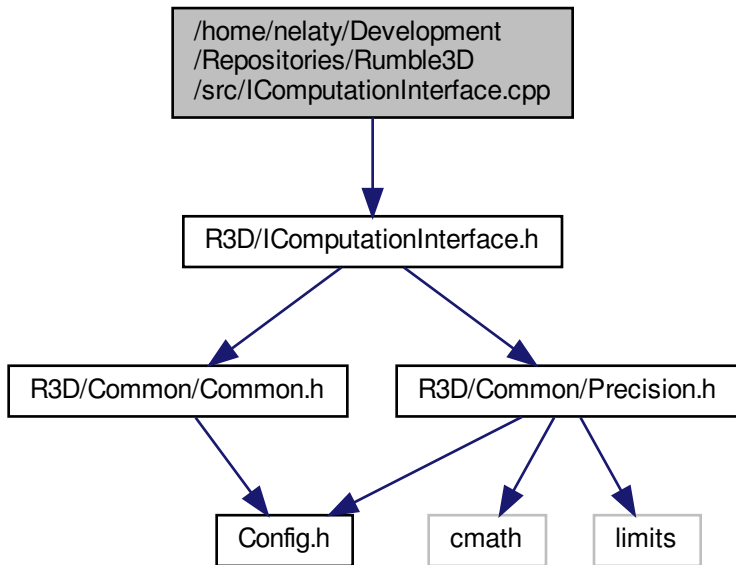 /home/nelaty/Development
/Repositories/Rumble3D
/src/IComputationInterface.cpp
R3D/IComputationInterface.h
R3D/Common/Common.h
R3D/Common/Precision.h
Config.h
cmath
limits